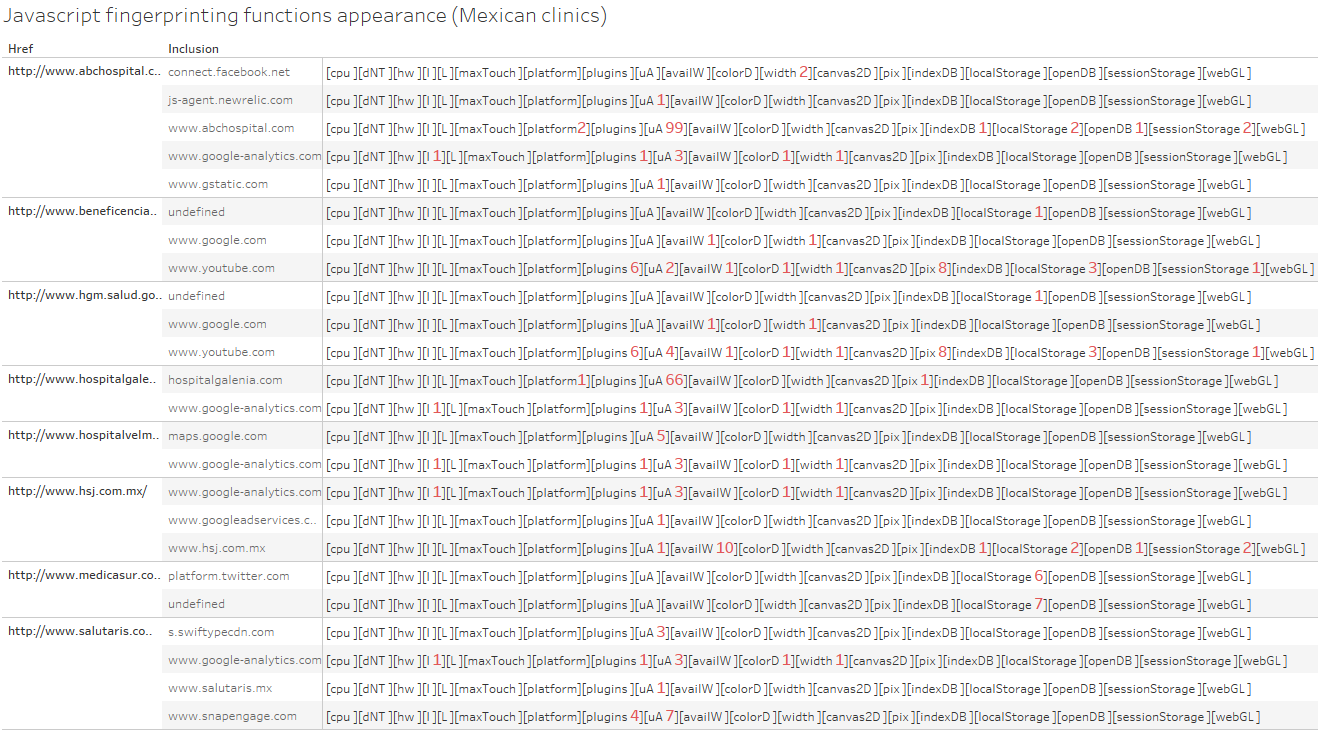 Javascript fingerprinting functions appearance (Mexican clinics)
Href Inclusion
http://www.abchospital.c.. connect.facebook.net [cpu ][dNT ][hw ][l ][L ][maxTouch ][platform][plugins ][uA ][availW ][colorD ][width 2][canvas2D ][pix ][indexDB ][localStorage ][openDB ][sessionStorage ][webGL ]
js-agent.newrelic.com [cpu ][dNT ][hw ][l ][L ][maxTouch ][platform][plugins ][uA 1][availW ][colorD ][width ][canvas2D ][pix ][indexDB ][localStorage ][openDB ][sessionStorage ][webGL ]
www.abchospital.com [cpu ][dNT ][hw ][l ][L ][maxTouch ][platform2][plugins ][uA 99][availW ][colorD ][width ][canvas2D ][pix ][indexDB 1][localStorage 2][openDB 1][sessionStorage 2][webGL ]
www.google-analytics.com [cpu ][dNT ][hw ][l 1][L ][maxTouch ][platform][plugins 1][uA 3][availW ][colorD 1][width 1][canvas2D ][pix ][indexDB ][localStorage ][openDB ][sessionStorage ][webGL ]
www.gstatic.com [cpu ][dNT ][hw ][l ][L ][maxTouch ][platform][plugins ][uA 1][availW ][colorD ][width ][canvas2D ][pix ][indexDB ][localStorage ][openDB ][sessionStorage ][webGL ]
http://www.beneficencia.. undefined [cpu ][dNT ][hw ][l ][L ][maxTouch ][platform][plugins ][uA ][availW ][colorD ][width ][canvas2D ][pix ][indexDB ][localStorage 1][openDB ][sessionStorage ][webGL ]
www.google.com [cpu ][dNT ][hw ][l ][L ][maxTouch ][platform][plugins ][uA ][availW 1][colorD ][width 1][canvas2D ][pix ][indexDB ][localStorage ][openDB ][sessionStorage ][webGL ]
www.youtube.com [cpu ][dNT ][hw ][l ][L ][maxTouch ][platform][plugins 6][uA 2][availW 1][colorD 1][width 1][canvas2D ][pix 8][indexDB ][localStorage 3][openDB ][sessionStorage 1][webGL ]
http://www.hgm.salud.go.. undefined [cpu ][dNT ][hw ][l ][L ][maxTouch ][platform][plugins ][uA ][availW ][colorD ][width ][canvas2D ][pix ][indexDB ][localStorage 1][openDB ][sessionStorage ][webGL ]
www.google.com [cpu ][dNT ][hw ][l ][L ][maxTouch ][platform][plugins ][uA ][availW 1][colorD ][width 1][canvas2D ][pix ][indexDB ][localStorage ][openDB ][sessionStorage ][webGL ]
www.youtube.com [cpu ][dNT ][hw ][l ][L ][maxTouch ][platform][plugins 6][uA 4][availW 1][colorD 1][width 1][canvas2D ][pix 8][indexDB ][localStorage 3][openDB ][sessionStorage 1][webGL ]
http://www.hospitalgale.. hospitalgalenia.com [cpu ][dNT ][hw ][l ][L ][maxTouch ][platform1][plugins ][uA 66][availW ][colorD ][width ][canvas2D ][pix 1][indexDB ][localStorage ][openDB ][sessionStorage ][webGL ]
www.google-analytics.com [cpu ][dNT ][hw ][l 1][L ][maxTouch ][platform][plugins 1][uA 3][availW ][colorD 1][width 1][canvas2D ][pix ][indexDB ][localStorage ][openDB ][sessionStorage ][webGL ]
http://www.hospitalvelm.. maps.google.com [cpu ][dNT ][hw ][l ][L ][maxTouch ][platform][plugins ][uA 5][availW ][colorD ][width ][canvas2D ][pix ][indexDB ][localStorage ][openDB ][sessionStorage ][webGL ]
www.google-analytics.com [cpu ][dNT ][hw ][l 1][L ][maxTouch ][platform][plugins 1][uA 3][availW ][colorD 1][width 1][canvas2D ][pix ][indexDB ][localStorage ][openDB ][sessionStorage ][webGL ]
http://www.hsj.com.mx/ www.google-analytics.com [cpu ][dNT ][hw ][l 1][L ][maxTouch ][platform][plugins 1][uA 3][availW ][colorD 1][width 1][canvas2D ][pix ][indexDB ][localStorage ][openDB ][sessionStorage ][webGL ]
www.googleadservices.c.. [cpu ][dNT ][hw ][l ][L ][maxTouch ][platform][plugins ][uA 1][availW ][colorD ][width ][canvas2D ][pix ][indexDB ][localStorage ][openDB ][sessionStorage ][webGL ]
www.hsj.com.mx [cpu ][dNT ][hw ][l ][L ][maxTouch ][platform][plugins ][uA 1][availW 10][colorD ][width ][canvas2D ][pix ][indexDB 1][localStorage 2][openDB 1][sessionStorage 2][webGL ]
http://www.medicasur.co.. platform.twitter.com [cpu ][dNT ][hw ][l ][L ][maxTouch ][platform][plugins ][uA ][availW ][colorD ][width ][canvas2D ][pix ][indexDB ][localStorage 6][openDB ][sessionStorage ][webGL ]
undefined [cpu ][dNT ][hw ][l ][L ][maxTouch ][platform][plugins ][uA ][availW ][colorD ][width ][canvas2D ][pix ][indexDB ][localStorage 7][openDB ][sessionStorage ][webGL ]
http://www.salutaris.co.. s.swiftypecdn.com [cpu ][dNT ][hw ][l ][L ][maxTouch ][platform][plugins ][uA 3][availW ][colorD ][width ][canvas2D ][pix ][indexDB ][localStorage ][openDB ][sessionStorage ][webGL ]
www.google-analytics.com [cpu ][dNT ][hw ][l 1][L ][maxTouch ][platform][plugins 1][uA 3][availW ][colorD 1][width 1][canvas2D ][pix ][indexDB ][localStorage ][openDB ][sessionStorage ][webGL ]
www.salutaris.mx [cpu ][dNT ][hw ][l ][L ][maxTouch ][platform][plugins ][uA 1][availW ][colorD ][width ][canvas2D ][pix ][indexDB ][localStorage ][openDB ][sessionStorage ][webGL ]
www.snapengage.com [cpu ][dNT ][hw ][l ][L ][maxTouch ][platform][plugins 4][uA 7][availW ][colorD ][width ][canvas2D ][pix ][indexDB ][localStorage ][openDB ][sessionStorage ][webGL ]